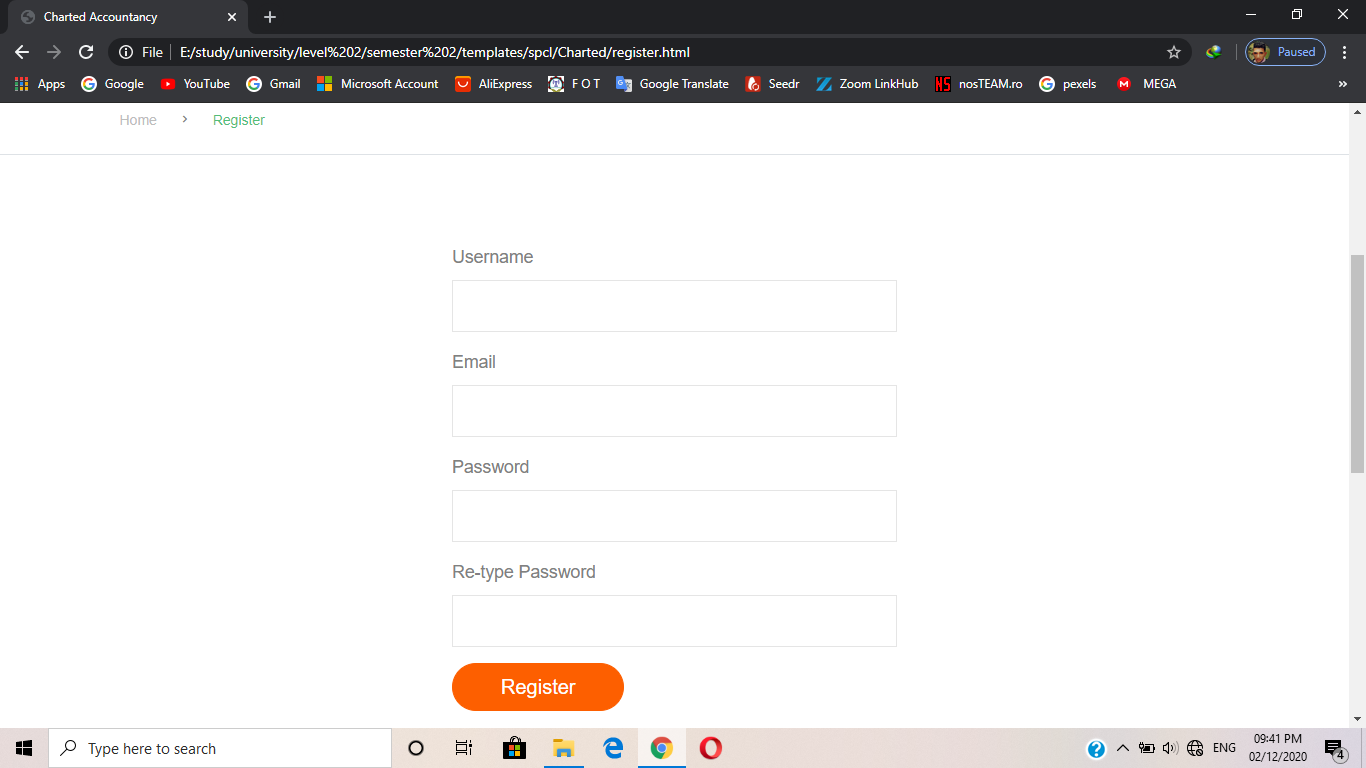 Charted Accountancy
File E:/study/university/level%202/semester%202/templates/spcl/Charted/register.html Paused
Apps Google YouTube Gmail Microsoft Account AliExpress F O T Google Translate Seedr Zoom LinkHub NS nosTEAM.ro pexels MEGA »
Home > Register
Username
Email
Password
Re-type Password
Register
Type here to search
ENG
09:41 PM
02/12/2020
4